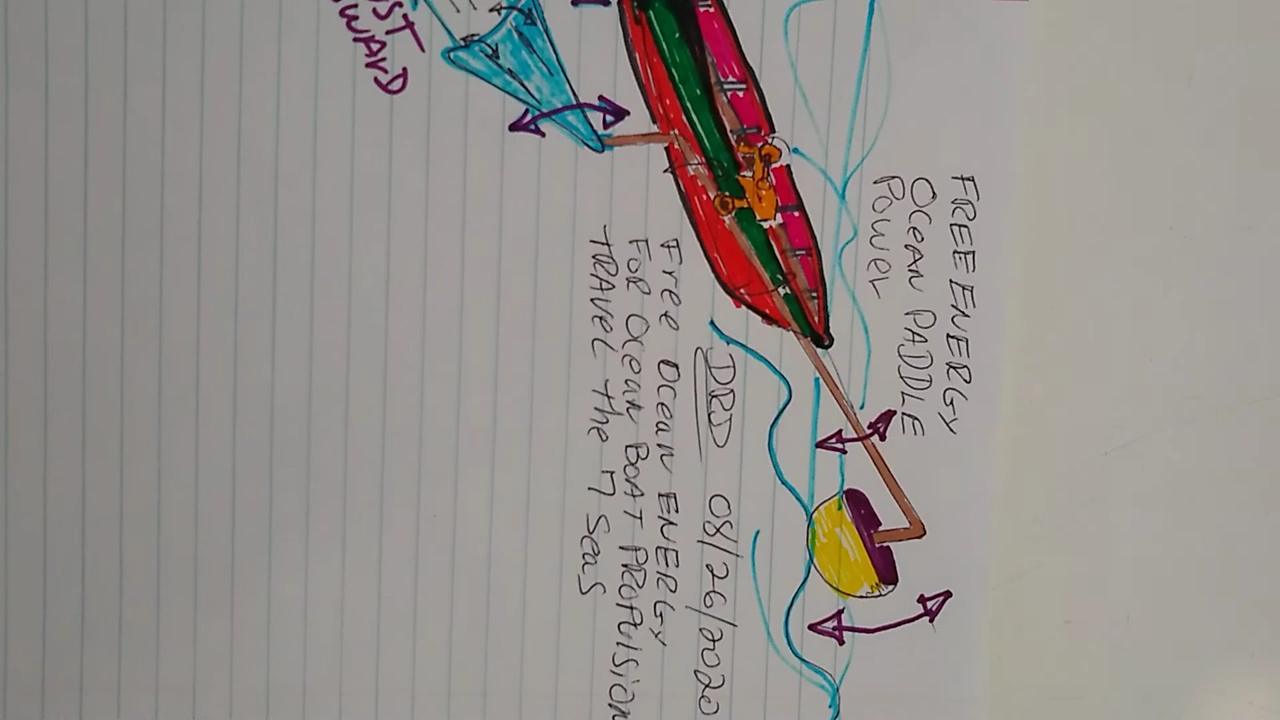 FREE ENERGY
OCEAN PADDLE
POWER
DRD 08/26/2020
Free OCEAN ENERGY
FOR OCEAN BOAT PROPULSION
TRAVEL the 7 SEAS
WARD